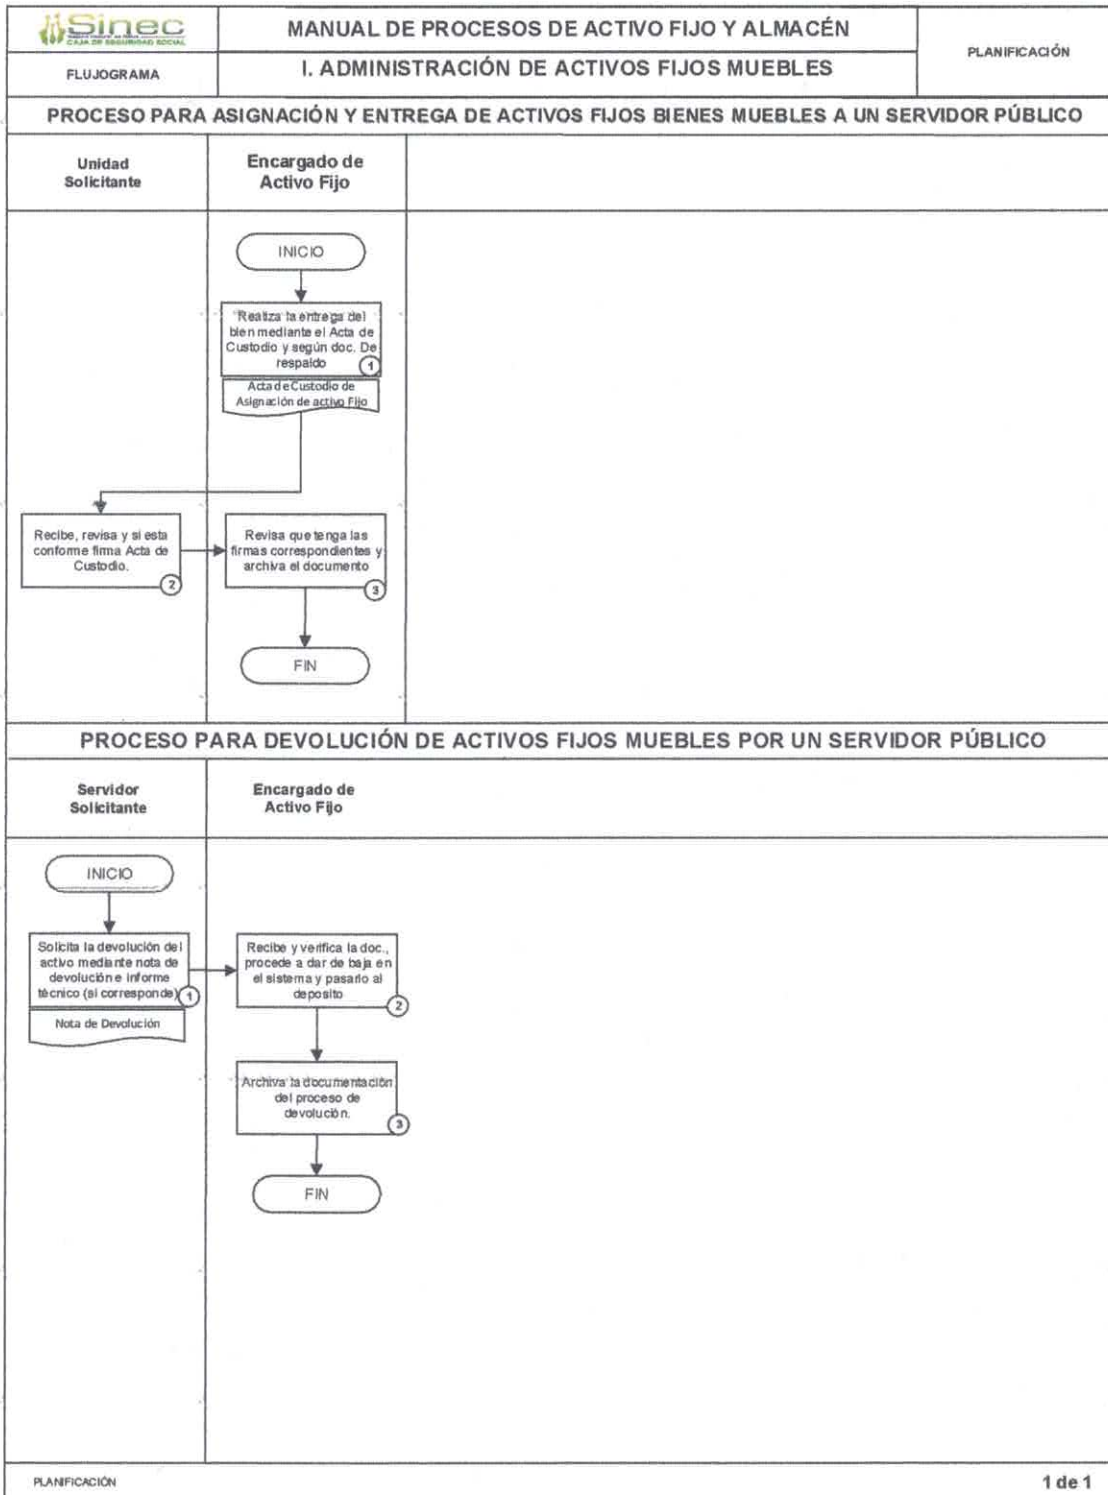 Sinec
CAJA DE SEGURIDAD SOCIAL
MANUAL DE PROCESOS DE ACTIVO FIJO Y ALMACÉN
PLANIFICACIÓN
FLUJOGRAMA
I. ADMINISTRACIÓN DE ACTIVOS FIJOS MUEBLES
PROCESO PARA ASIGNACIÓN Y ENTREGA DE ACTIVOS FIJOS BIENES MUEBLES A UN SERVIDOR PÚBLICO
Unidad
Solicitante
Encargado de
Activo Fijo
INICIO
Realiza la entrega del
bien mediante el Acta de
Custodio y según doc. De
respaldo
1
Acta de Custodio de
Asignación de activo Fijo
Recibe, revisa y si esta
conforme firma Acta de
Custodio.
2
Revisa que tenga las
firmas correspondientes y
archiva el documento
3
FIN
PROCESO PARA DEVOLUCIÓN DE ACTIVOS FIJOS MUEBLES POR UN SERVIDOR PÚBLICO
Servidor
Solicitante
Encargado de
Activo Fijo
INICIO
Solicita la devolución del
activo mediante nota de
devolución e informe
técnico (si corresponde)
1
Nota de Devolución
Recibe y verifica la doc.,
procede a dar de baja en
el sistema y pasarlo al
deposito
2
Archiva la documentación
del proceso de
devolución.
3
FIN
PLANIFICACIÓN
1 de 1